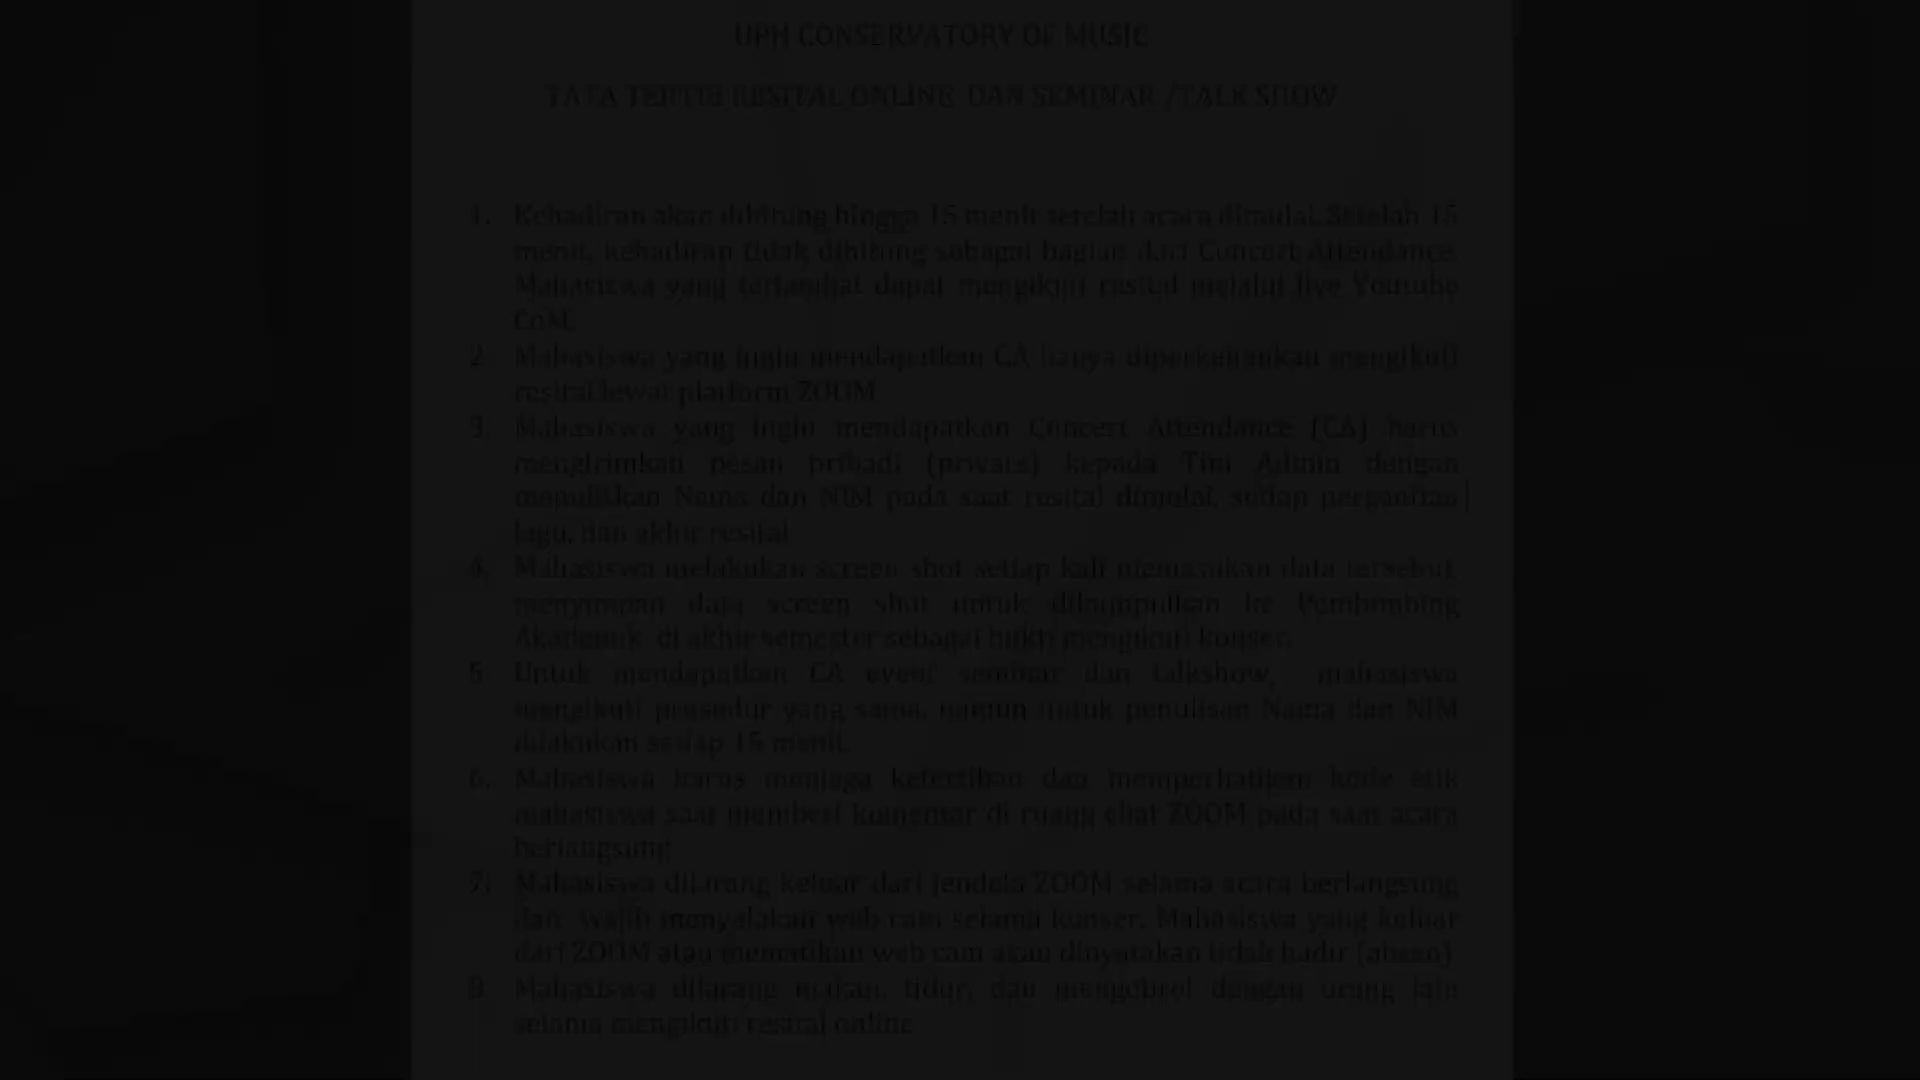 UPH CONSERVATORY OF MUSIC
TATA TERTIB RESITAL ONLINE DAN SEMINAR /TALK SHOW
1. Kehadiran akan dihitung hingga 15 menit setelah acara dimulai. Setelah 15
menit, kehadiran tidak dihitung sebagai bagian dari Concert Attendance.
Mahasiswa yang terlambat dapat mengikuti resital melalui live Youtube
CoM.
2. Mahasiswa yang ingin mendapatkan CA hanya diperkenankan mengikuti
resital lewat platform ZOOM
3. Mahasiswa yang ingin mendapatkan Concert Attendance (CA) harus
mengirimkan pesan pribadi (private) kepada Tim Admin dengan
menuliskan Nama dan NIM pada saat resital dimulai, setiap pergantian
lagu, dan akhir resital
4. Mahasiswa melakukan screen shot setiap kali memasukan data tersebut,
menyimpan data screen shot untuk dikumpulkan ke Pembimbing
Akademik di akhir semester sebagai bukti mengikuti konser.
5. Untuk mendapatkan CA event seminar dan talkshow, mahasiswa
mengikuti prosedur yang sama, namun untuk penulisan Nama dan NIM
dilakukan setiap 15 menit.
6. Mahasiswa harus menjaga ketertiban dan memperhatikan kode etik
mahasiswa saat memberi komentar di ruang chat ZOOM pada saat acara
berlangsung
7. Mahasiswa dilarang keluar dari jendela ZOOM selama acara berlangsung
dan wajib menyalakan web cam selama konser. Mahasiswa yang keluar
dari ZOOM atau mematikan web cam akan dinyatakan tidak hadir (absen)
8. Mahasiswa dilarang makan, tidur, dan mengobrol dengan orang lain
selama mengikuti resital online